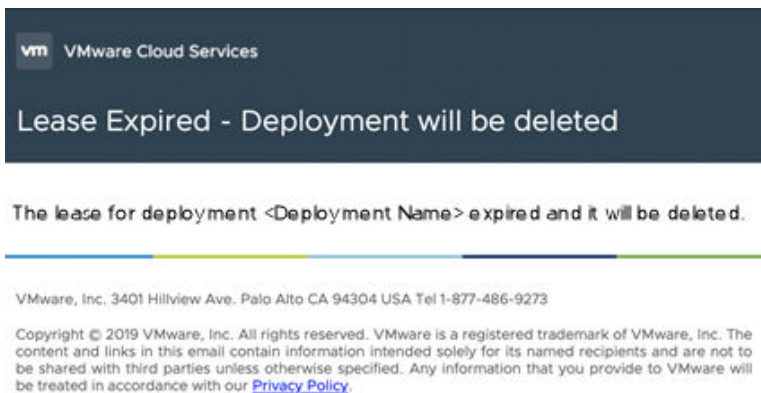 vm VMware Cloud Services
Lease Expired - Deployment will be deleted
The lease for deployment <Deployment Name> expired and it will be deleted.
VMware, Inc. 3401 Hillview Ave. Palo Alto CA 94304 USA Tel 1-877-486-9273
Copyright © 2019 VMware, Inc. All rights reserved. VMware is a registered trademark of VMware, Inc. The
content and links in this email contain information intended solely for its named recipients and are not to
be shared with third parties unless otherwise specified. Any information that you provide to VMware will
be treated in accordance with our Privacy Policy.